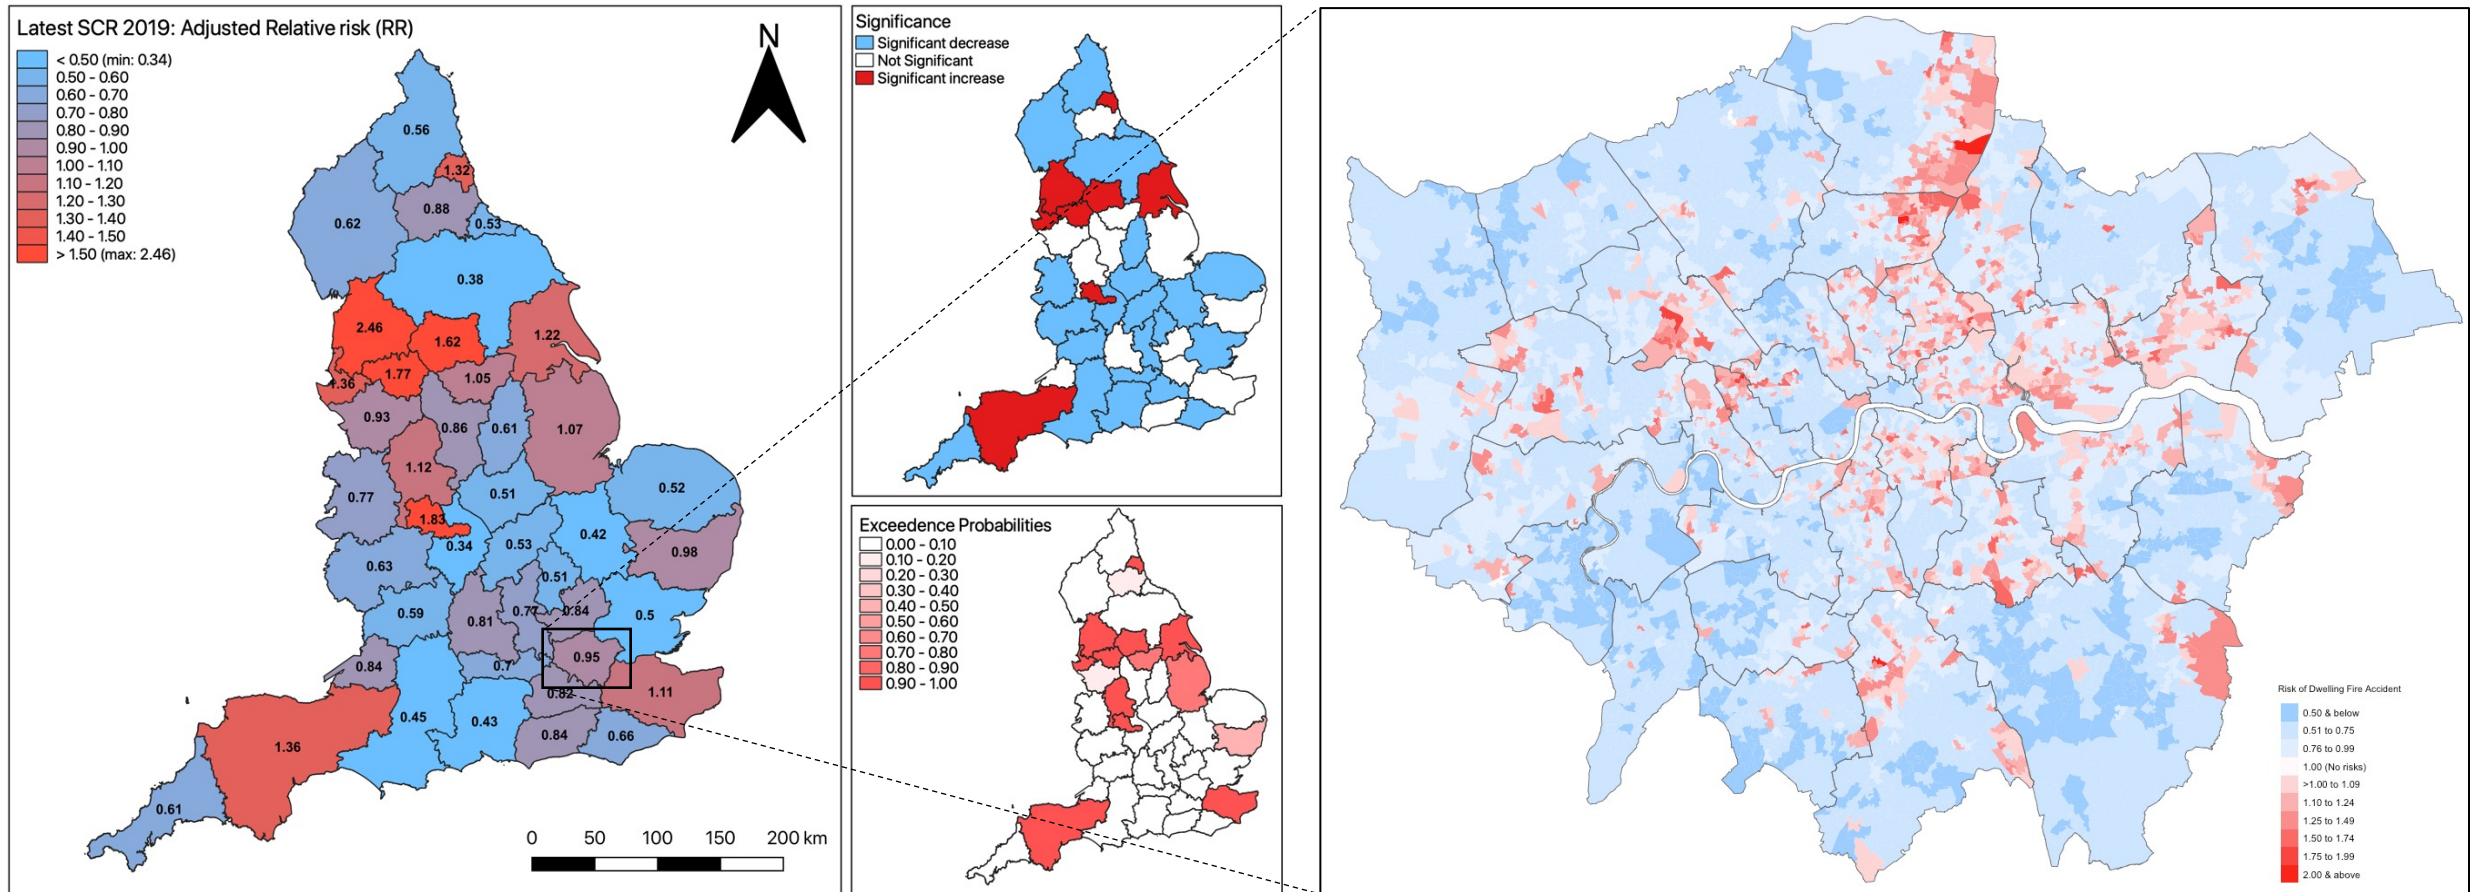 Latest SCR 2019: Adjusted Relative risk (RR)
< 0.50 (min: 0.34)
0.50 - 0.60
0.60 - 0.70
0.70 - 0.80
0.80 - 0.90
0.90 - 1.00
1.00 - 1.10
1.10 - 1.20
1.20 - 1.30
1.30 - 1.40
1.40 - 1.50
> 1.50 (max: 2.46)
N
0.56
1.32
0.88
0.62
0.53
0.38
2.46
1.62
1.22
1.77
1.05
1.36
0.93
0.86
0.61
1.07
1.12
0.77
0.51
0.52
1.83
0.34
0.53
0.42
0.98
0.63
0.51
0.59
0.81
0.77
0.84
0.5
0.84
0.7
0.95
0.82
1.11
0.45
0.43
0.84
0.66
1.36
0.61
0 50 100 150 200 km
Significance
Significant decrease
Not Significant
Significant increase
Exceedence Probabilities
0.00 - 0.10
0.10 - 0.20
0.20 - 0.30
0.30 - 0.40
0.40 - 0.50
0.50 - 0.60
0.60 - 0.70
0.70 - 0.80
0.80 - 0.90
0.90 - 1.00
Risk of Dwelling Fire Accident
0.50 & below
0.51 to 0.75
0.76 to 0.99
1.00 (No risks)
>1.00 to 1.09
1.10 to 1.24
1.25 to 1.49
1.50 to 1.74
1.75 to 1.99
2.00 & above